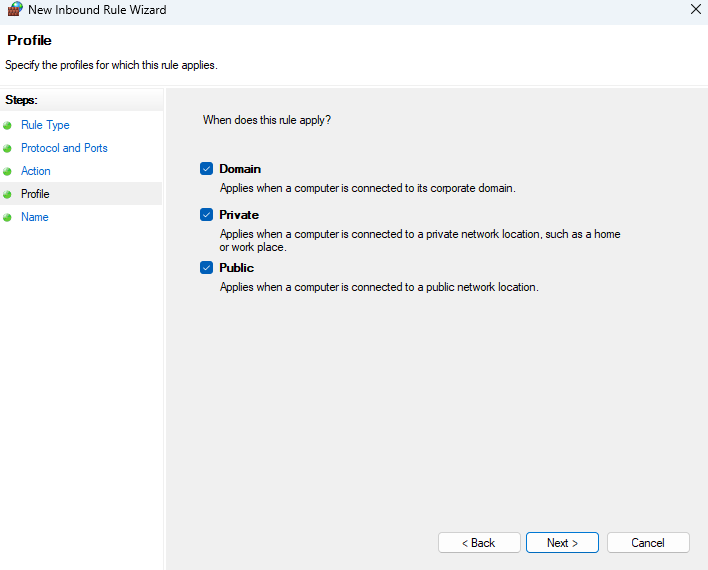 New Inbound Rule Wizard
Profile
Specify the profiles for which this rule applies.
Steps:
Rule Type
Protocol and Ports
Action
Profile
Name
When does this rule apply?
Domain
Applies when a computer is connected to its corporate domain.
Private
Applies when a computer is connected to a private network location, such as a home
or work place.
Public
Applies when a computer is connected to a public network location.
< Back
Next >
Cancel